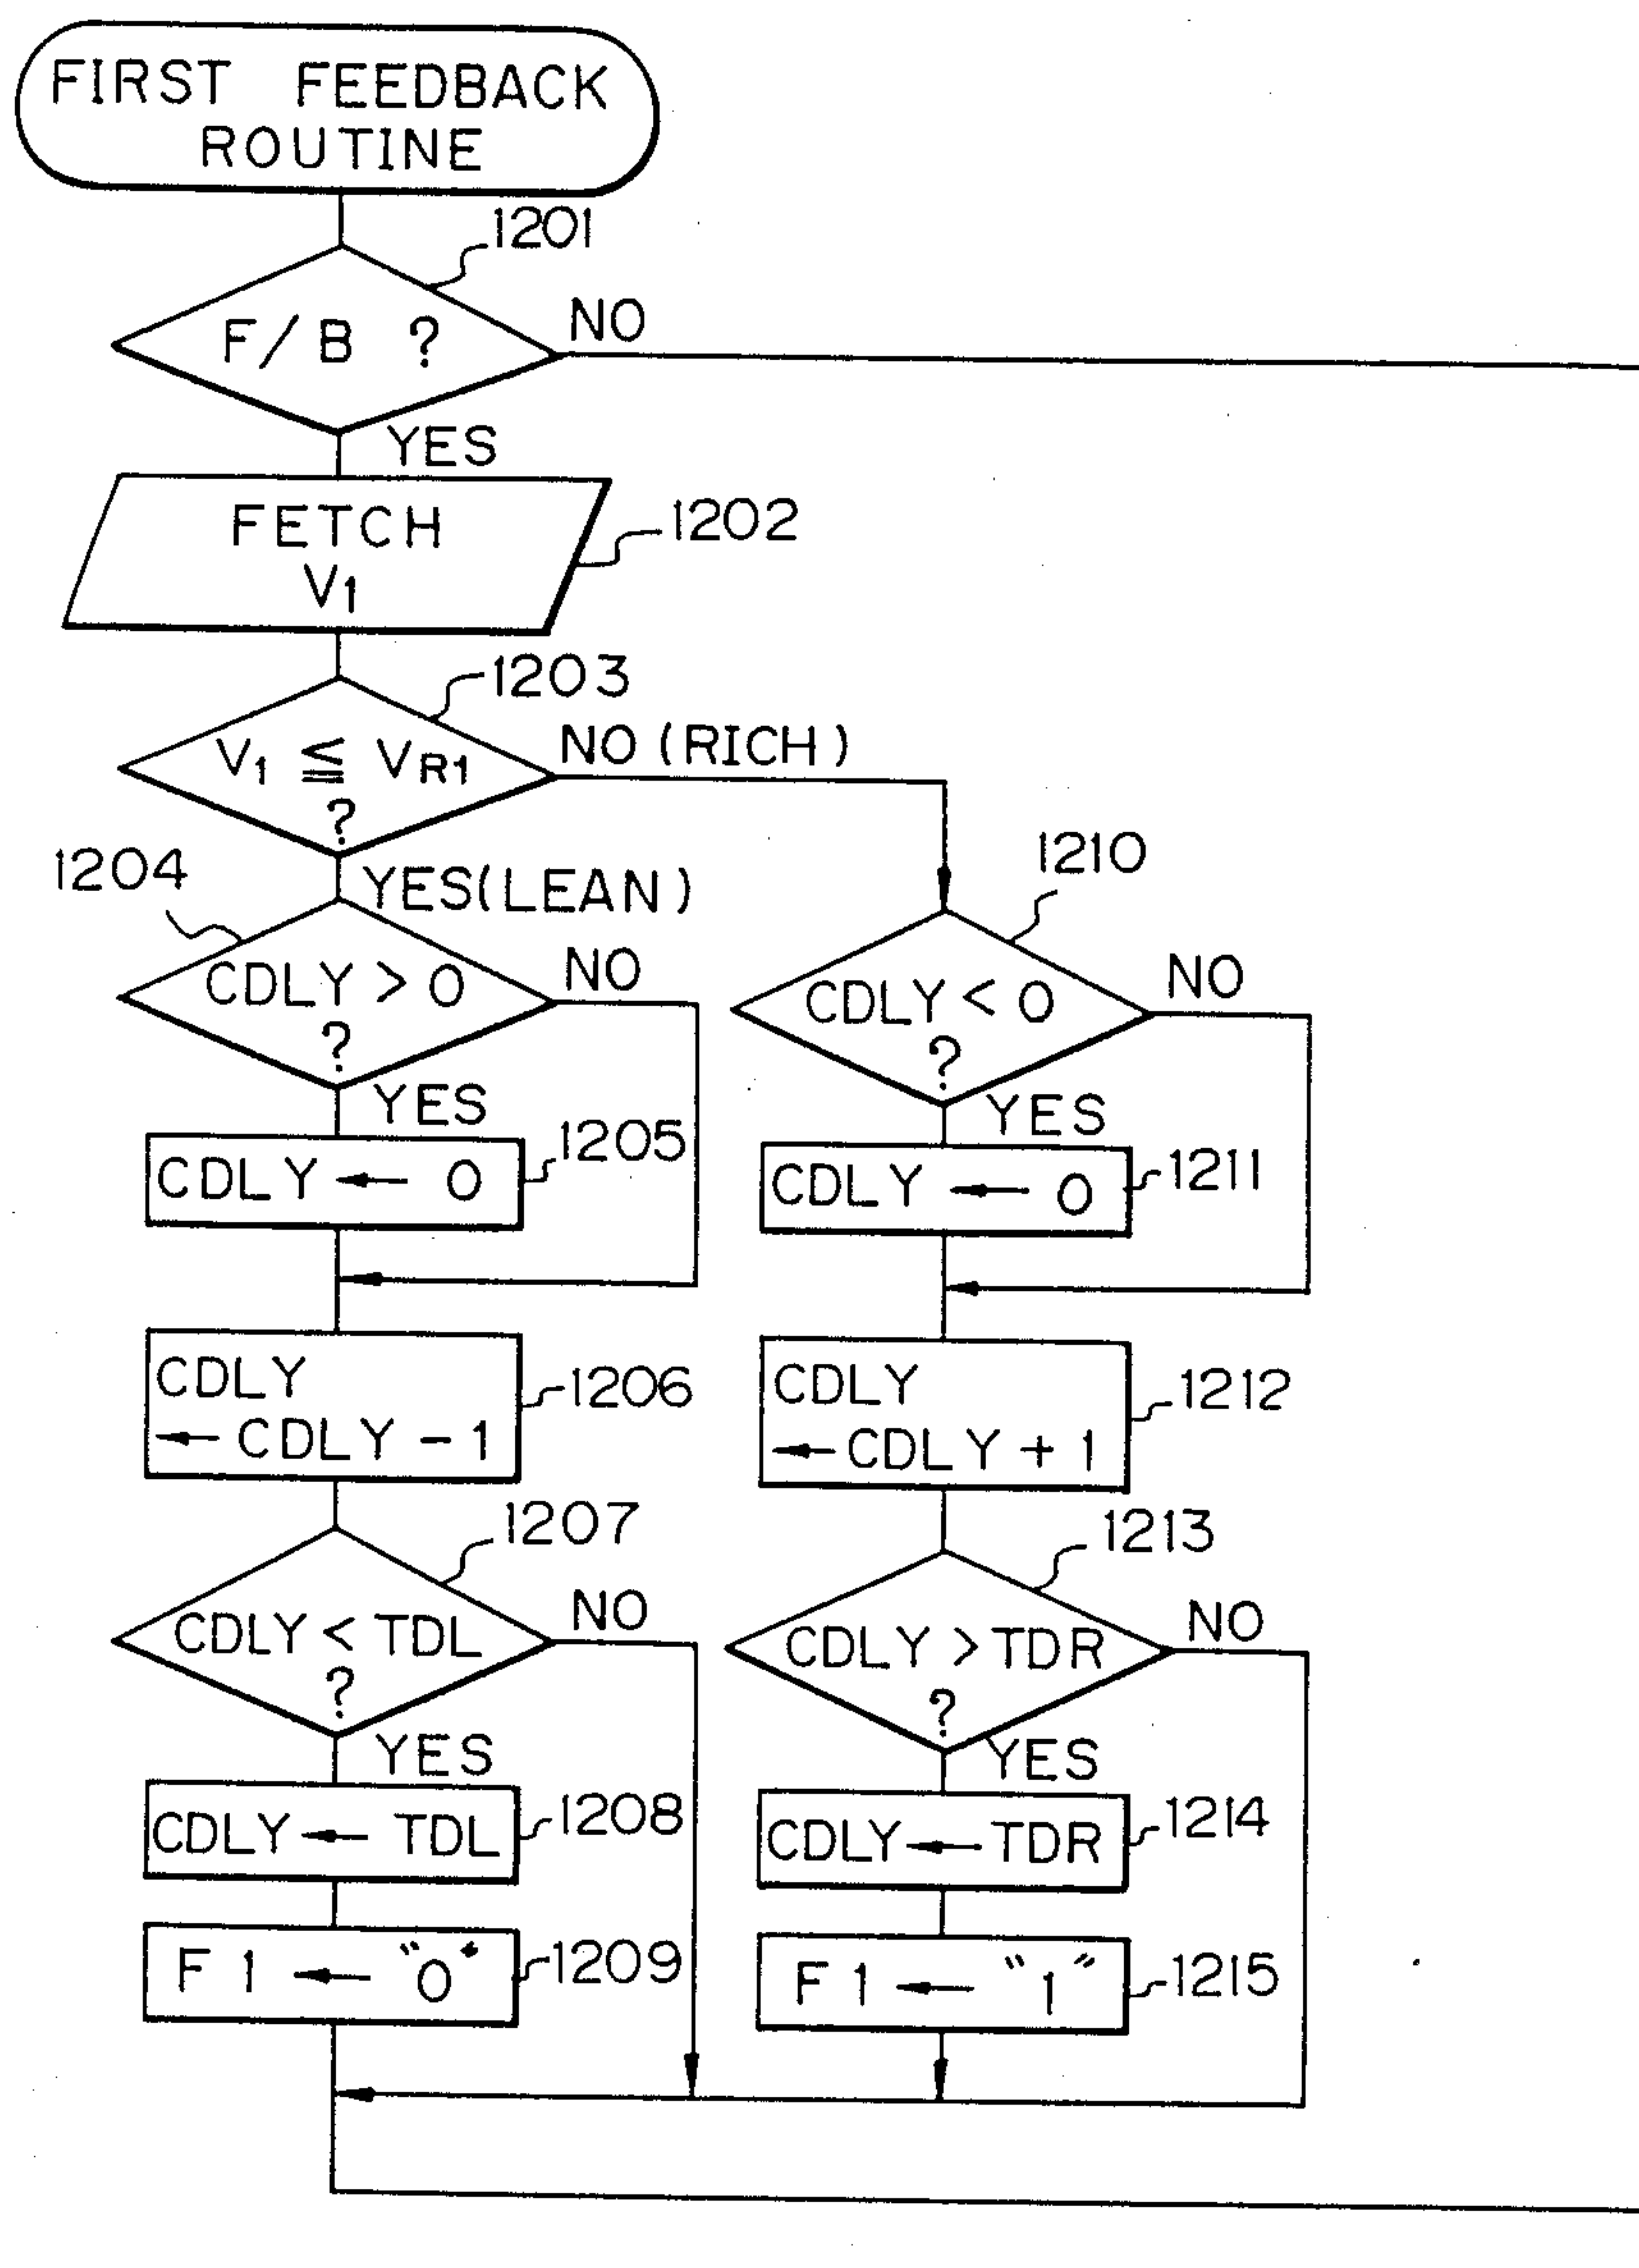 FIRST FEEDBACK
ROUTINE
1201
F/B ?
NO
YES
FETCH
V1
1202
1203
V1 ≦ VR1
?
NO (RICH)
YES(LEAN)
1204
CDLY > 0
?
NO
YES
CDLY ← 0
1205
CDLY
← CDLY - 1
1206
1207
CDLY < TDL
?
NO
YES
CDLY ← TDL
1208
F1 ← "0"
1209
1210
CDLY < 0
?
NO
YES
CDLY ← 0
1211
CDLY
← CDLY + 1
1212
1213
CDLY > TDR
?
NO
YES
CDLY ← TDR
1214
F1 ← "1"
1215